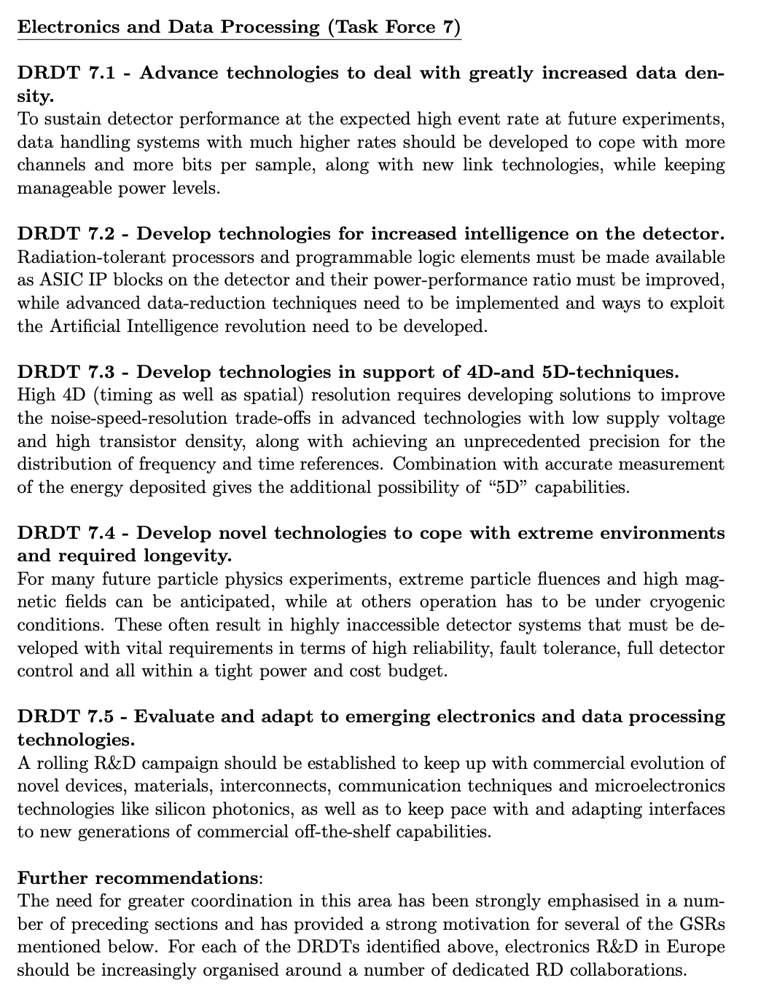 Electronics and Data Processing (Task Force 7)
DRDT 7.1 - Advance technologies to deal with greatly increased data den-
sity.
To sustain detector performance at the expected high event rate at future experiments,
data handling systems with much higher rates should be developed to cope with more
channels and more bits per sample, along with new link technologies, while keeping
manageable power levels.
DRDT 7.2 - Develop technologies for increased intelligence on the detector.
Radiation-tolerant processors and programmable logic elements must be made available
as ASIC IP blocks on the detector and their power-performance ratio must be improved,
while advanced data-reduction techniques need to be implemented and ways to exploit
the Artificial Intelligence revolution need to be developed.
DRDT 7.3 - Develop technologies in support of 4D-and 5D-techniques.
High 4D (timing as well as spatial) resolution requires developing solutions to improve
the noise-speed-resolution trade-offs in advanced technologies with low supply voltage
and high transistor density, along with achieving an unprecedented precision for the
distribution of frequency and time references. Combination with accurate measurement
of the energy deposited gives the additional possibility of “5D” capabilities.
DRDT 7.4 - Develop novel technologies to cope with extreme environments
and required longevity.
For many future particle physics experiments, extreme particle fluences and high mag-
netic fields can be anticipated, while at others operation has to be under cryogenic
conditions. These often result in highly inaccessible detector systems that must be de-
veloped with vital requirements in terms of high reliability, fault tolerance, full detector
control and all within a tight power and cost budget.
DRDT 7.5 - Evaluate and adapt to emerging electronics and data processing
technologies.
A rolling R&D campaign should be established to keep up with commercial evolution of
novel devices, materials, interconnects, communication techniques and microelectronics
technologies like silicon photonics, as well as to keep pace with and adapting interfaces
to new generations of commercial off-the-shelf capabilities.
Further recommendations:
The need for greater coordination in this area has been strongly emphasised in a num-
ber of preceding sections and has provided a strong motivation for several of the GSRs
mentioned below. For each of the DRDTs identified above, electronics R&D in Europe
should be increasingly organised around a number of dedicated RD collaborations.